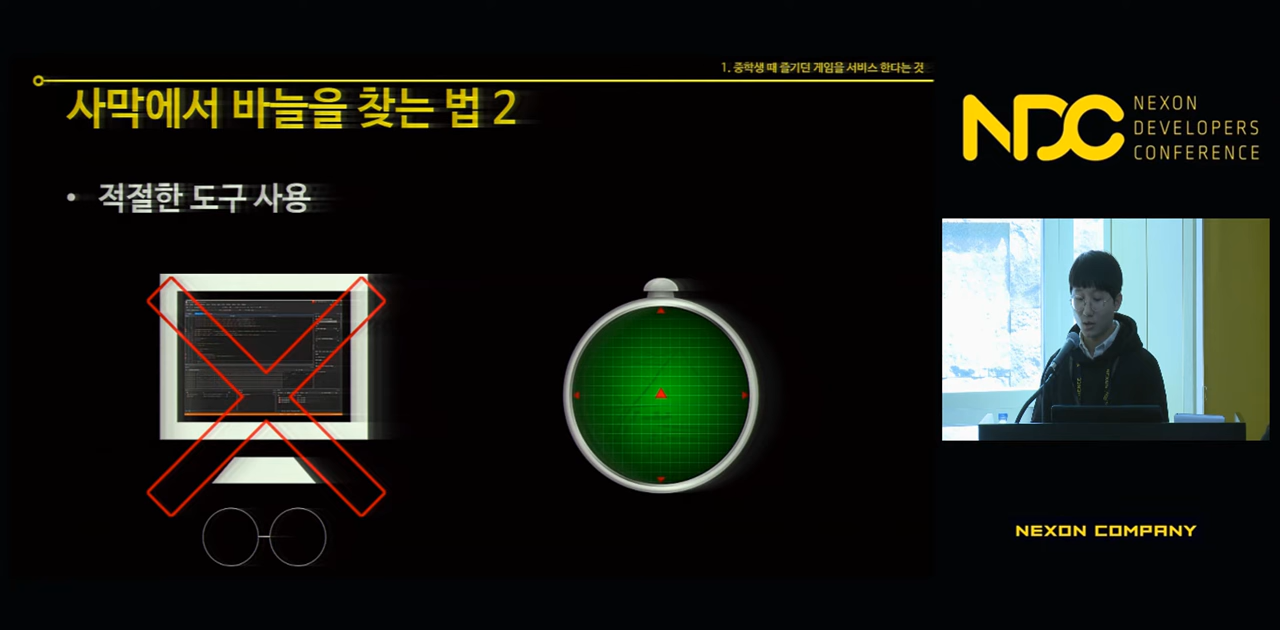 1. 중학생 때 즐기던 게임을 서비스 한다는 것
사막에서 바늘을 찾는 법 2
• 적절한 도구 사용
NDC
NEXON
DEVELOPERS
CONFERENCE
NEXON COMPANY